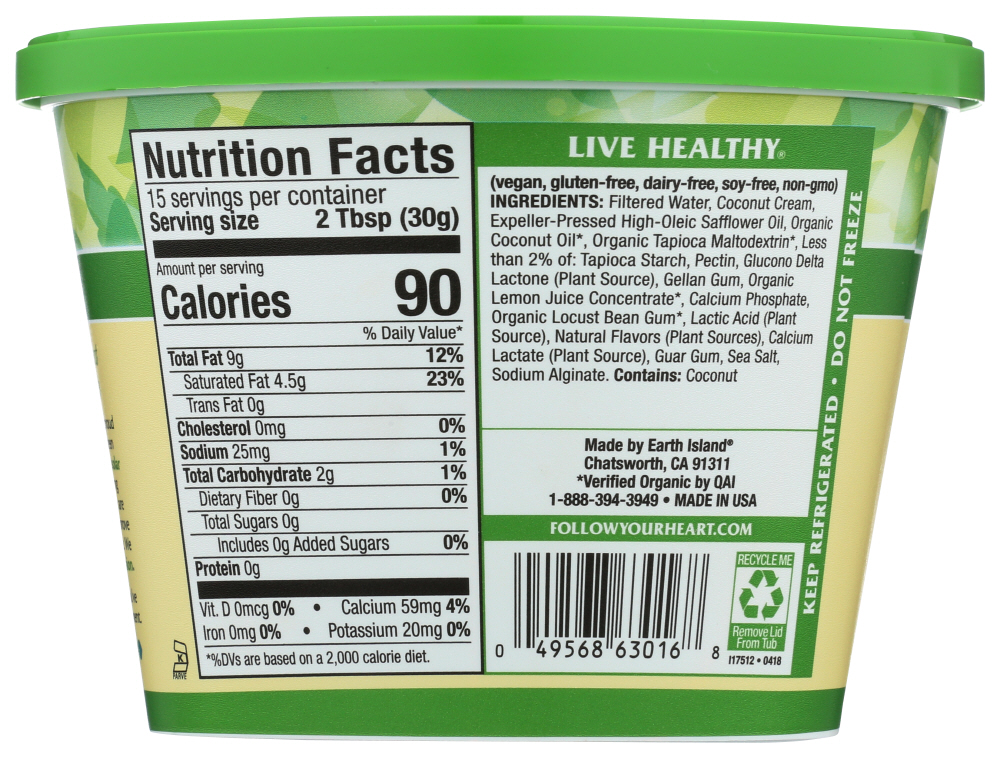 Nutrition Facts
15 servings per container
Serving size 2 Tbsp (30g)
Amount per serving
Calories 90
% Daily Value*
Total Fat 9g 12%
Saturated Fat 4.5g 23%
Trans Fat 0g
Cholesterol 0mg 0%
Sodium 25mg 1%
Total Carbohydrate 2g 1%
Dietary Fiber 0g 0%
Total Sugars 0g
Includes 0g Added Sugars 0%
Protein 0g
Vit. D 0mcg 0% • Calcium 59mg 4%
Iron 0mg 0% • Potassium 20mg 0%
*%DVs are based on a 2,000 calorie diet.
K
PARVE
LIVE HEALTHY®
(vegan, gluten-free, dairy-free, soy-free, non-gmo)
INGREDIENTS: Filtered Water, Coconut Cream,
Expeller-Pressed High-Oleic Safflower Oil, Organic
Coconut Oil*, Organic Tapioca Maltodextrin*, Less
than 2% of: Tapioca Starch, Pectin, Glucono Delta
Lactone (Plant Source), Gellan Gum, Organic
Lemon Juice Concentrate*, Calcium Phosphate,
Organic Locust Bean Gum*, Lactic Acid (Plant
Source), Natural Flavors (Plant Sources), Calcium
Lactate (Plant Source), Guar Gum, Sea Salt,
Sodium Alginate. Contains: Coconut
Made by Earth Island®
Chatsworth, CA 91311
*Verified Organic by QAI
1-888-394-3949 • MADE IN USA
FOLLOWYOURHEART.COM
0 49568 63016 8
RECYCLE ME
Remove Lid
From Tub
I17512 • 0418
KEEP REFRIGERATED • DO NOT FREEZE